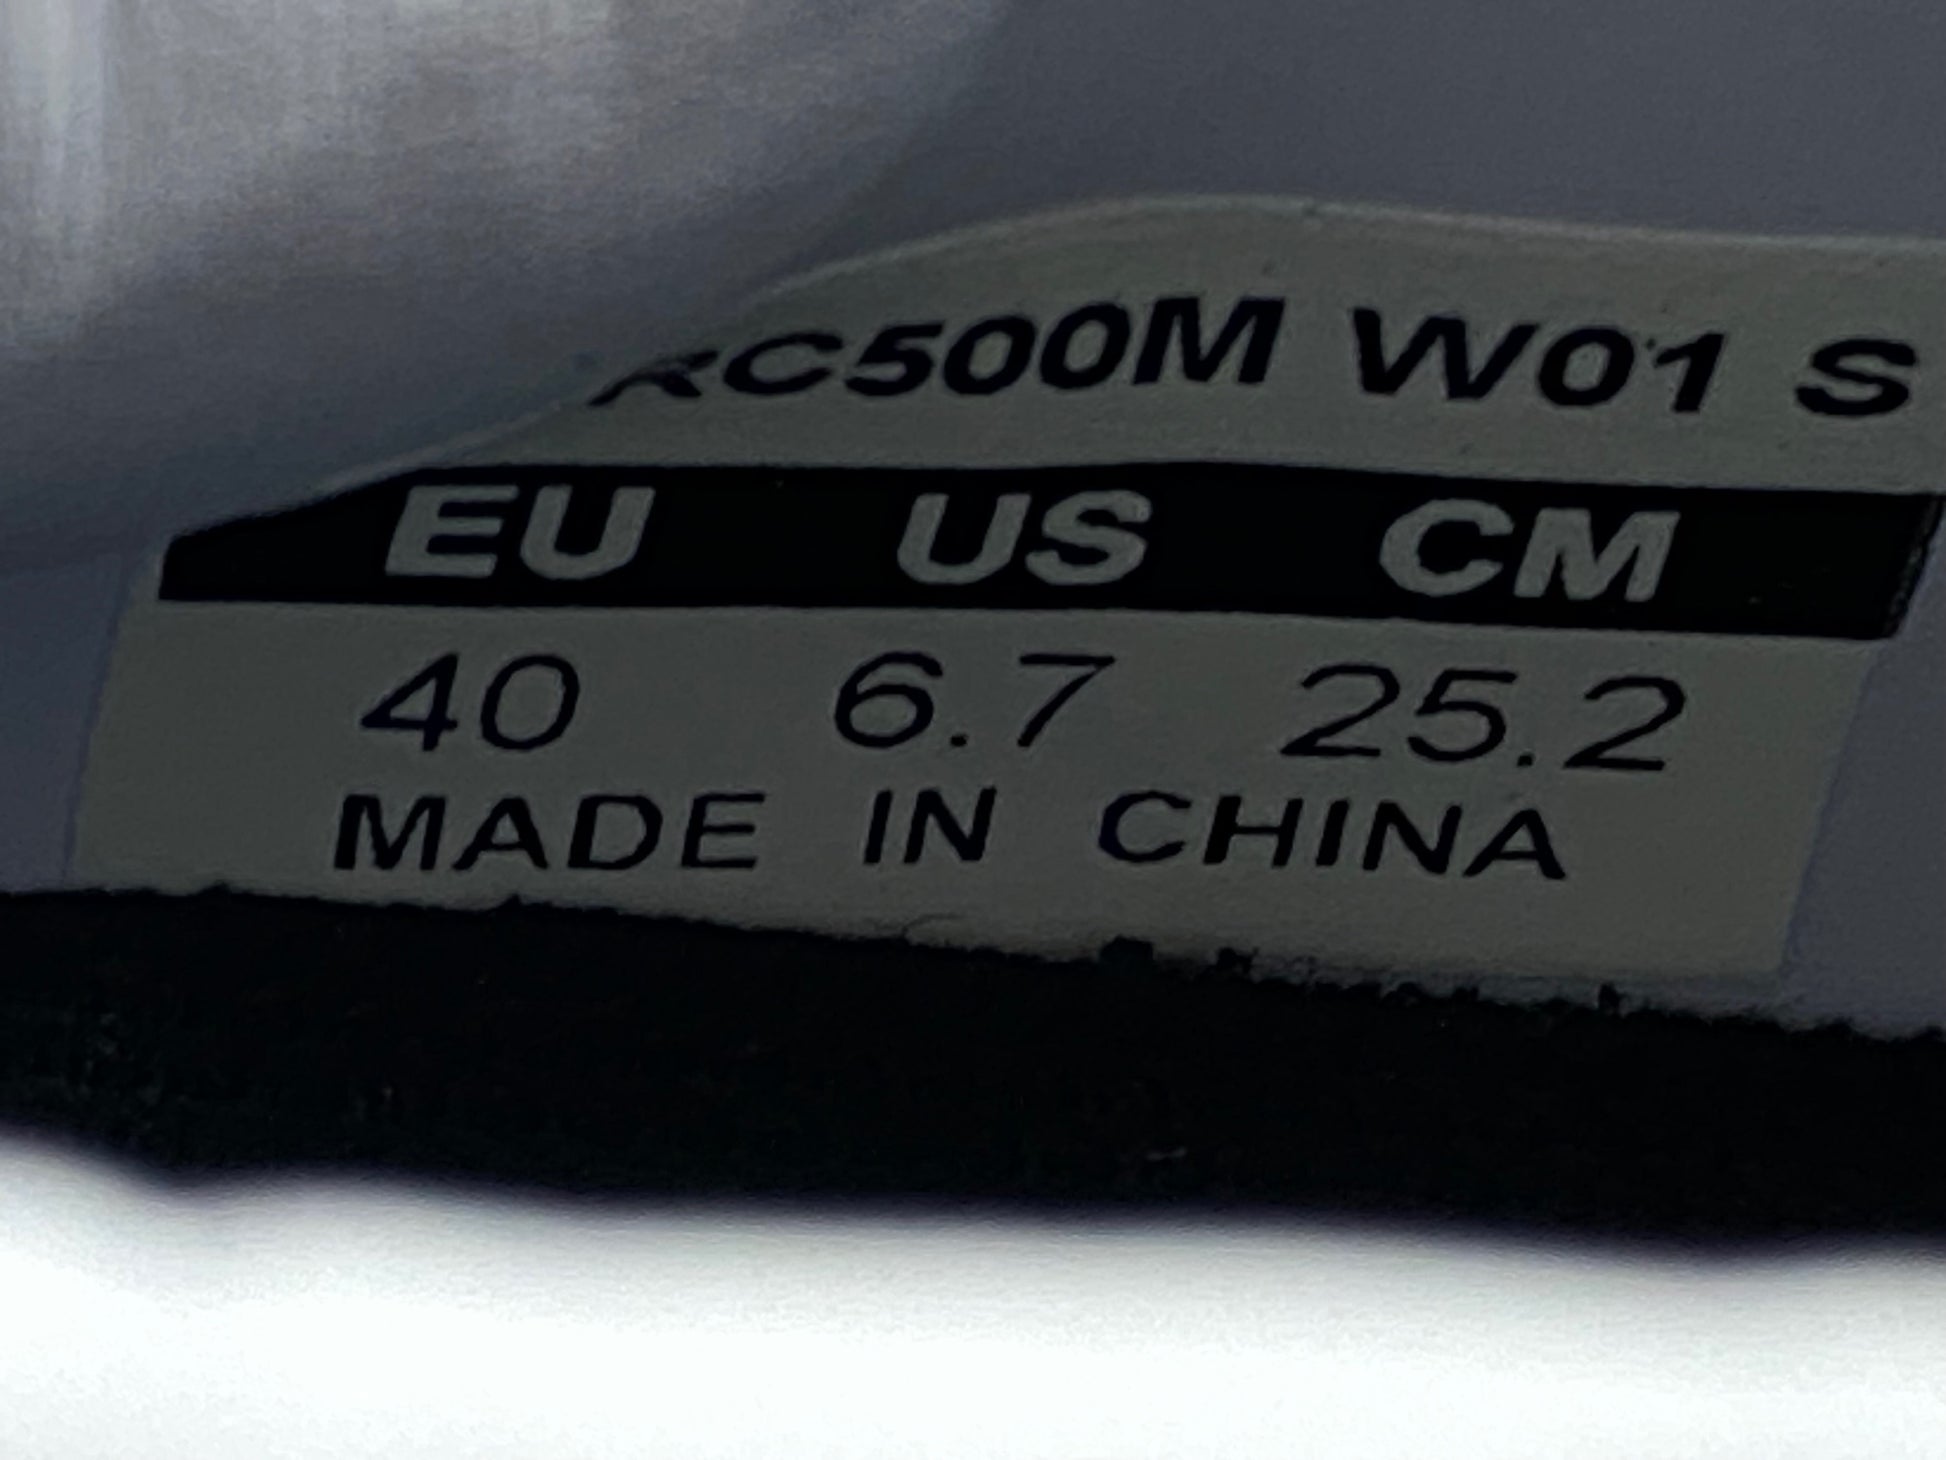 RC500M W01 S
EU US CM
40 6.7 25.2
MADE IN CHINA